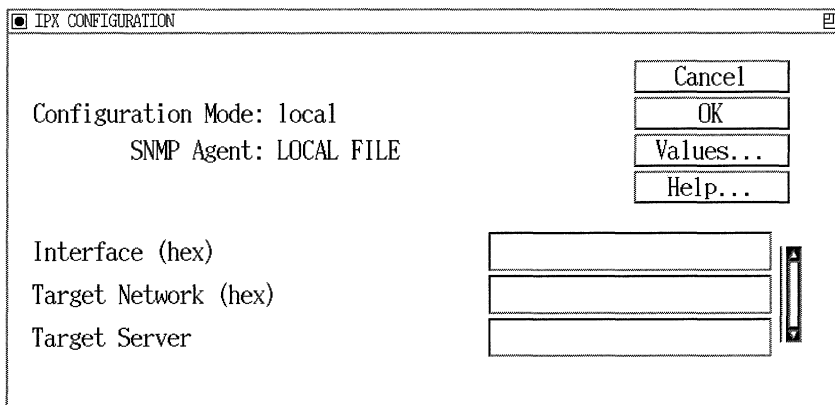 IPX CONFIGURATION
Cancel
Configuration Mode: local
OK
SNMP Agent: LOCAL FILE
Values...
Help...
Interface (hex)
Target Network (hex)
Target Server